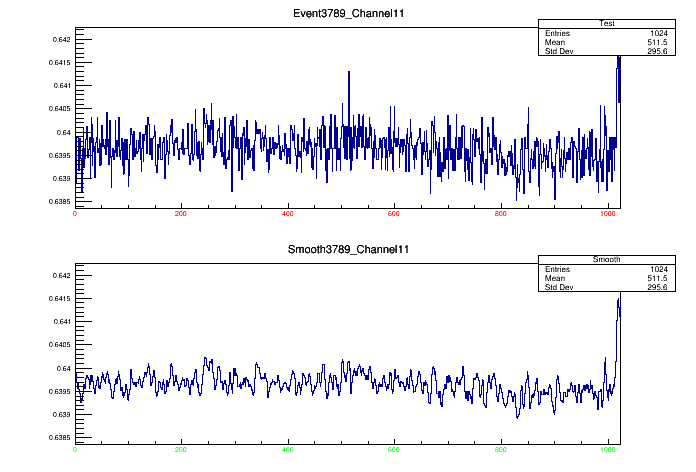 Event3789_Channel11
Test
Entries 1024
Mean 511.5
Std Dev 295.6
0.642
0.6415
0.641
0.6405
0.64
0.6395
0.639
0.6385
0 200 400 600 800 1000
Smooth3789_Channel11
Smooth
Entries 1024
Mean 511.5
Std Dev 295.6
0.642
0.6415
0.641
0.6405
0.64
0.6395
0.639
0.6385
0 200 400 600 800 1000